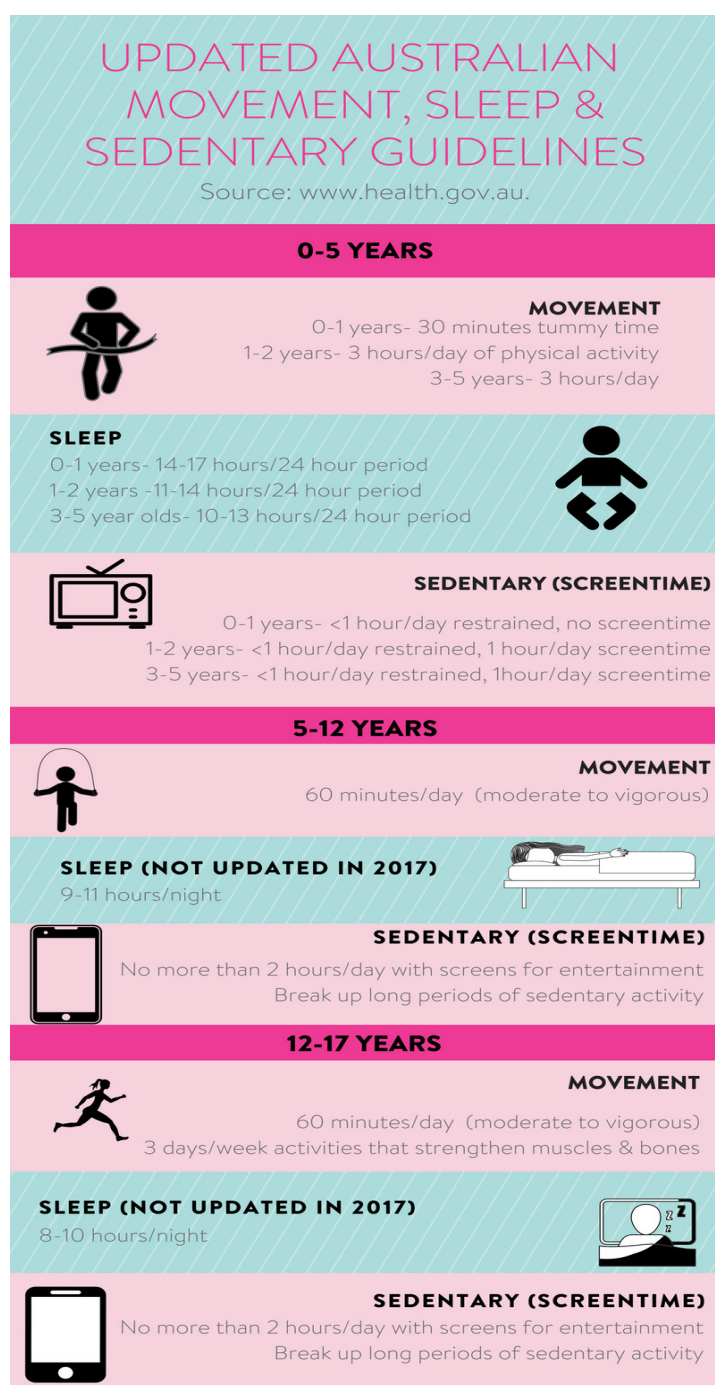 UPDATED AUSTRALIAN
MOVEMENT, SLEEP &
SEDENTARY GUIDELINES
Source: www.health.gov.au.
0-5 YEARS
MOVEMENT
0-1 years- 30 minutes tummy time
1-2 years- 3 hours/day of physical activity
3-5 years- 3 hours/day
SLEEP
0-1 years- 14-17 hours/24 hour period
1-2 years -11-14 hours/24 hour period
3-5 year olds- 10-13 hours/24 hour period
SEDENTARY (SCREENTIME)
0-1 years- <1 hour/day restrained, no screentime
1-2 years- <1 hour/day restrained, 1 hour/day screentime
3-5 years- <1 hour/day restrained, 1hour/day screentime
5-12 YEARS
MOVEMENT
60 minutes/day (moderate to vigorous)
SLEEP (NOT UPDATED IN 2017)
9-11 hours/night
SEDENTARY (SCREENTIME)
No more than 2 hours/day with screens for entertainment
Break up long periods of sedentary activity
12-17 YEARS
MOVEMENT
60 minutes/day (moderate to vigorous)
3 days/week activities that strengthen muscles & bones
SLEEP (NOT UPDATED IN 2017)
8-10 hours/night
z Z
z
SEDENTARY (SCREENTIME)
No more than 2 hours/day with screens for entertainment
Break up long periods of sedentary activity